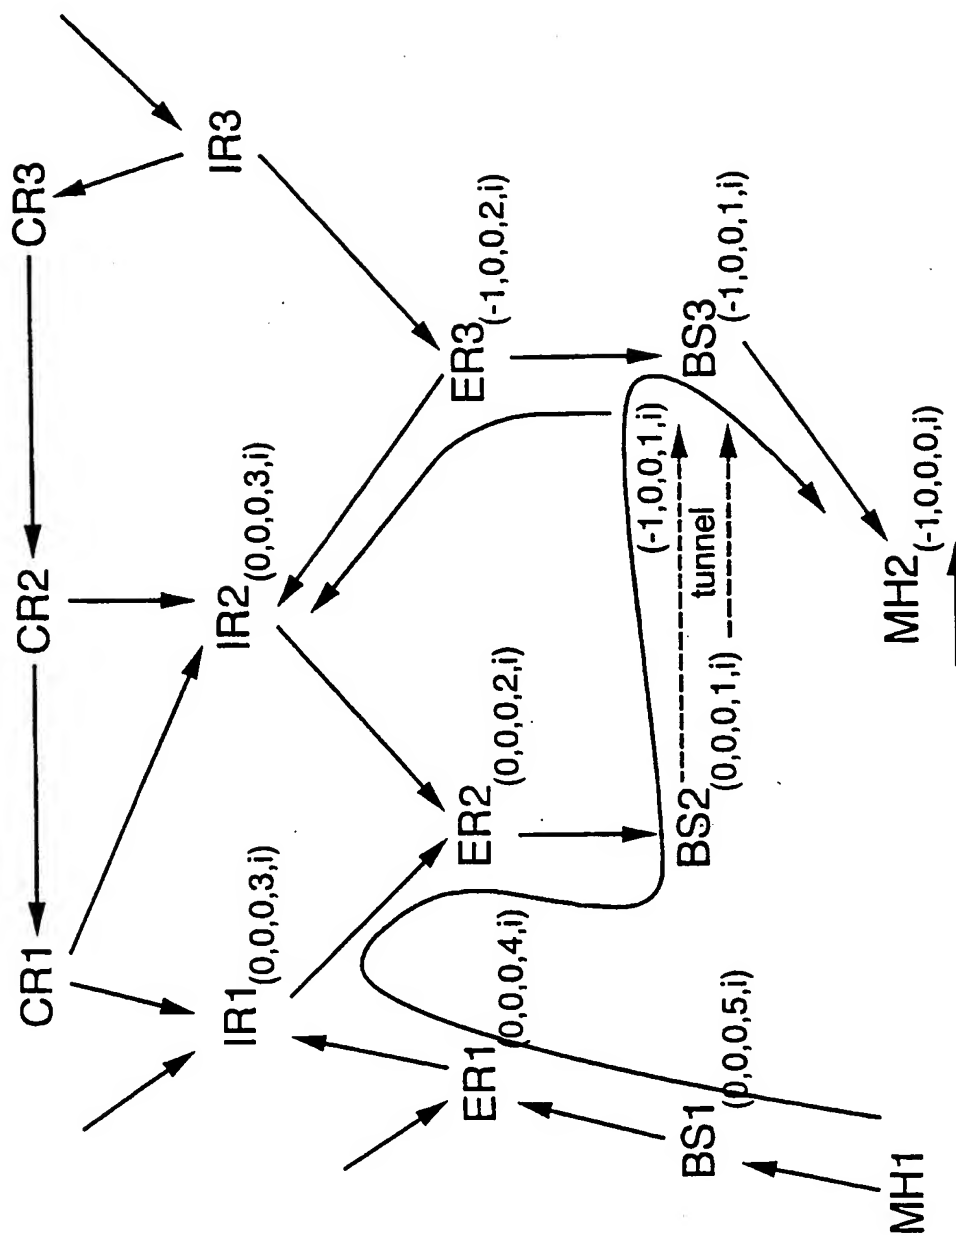 CR1
CR2
CR3
IR1(0,0,0,3,i)
IR2(0,0,0,3,i)
IR3
ER1(0,0,0,4,i)
ER2(0,0,0,2,i)
ER3(-1,0,0,2,i)
(-1,0,0,1,i)
tunnel
BS1(0,0,0,5,i)
BS2(0,0,0,1,i)
BS3(-1,0,0,1,i)
MH1
MH2(-1,0,0,0,i)